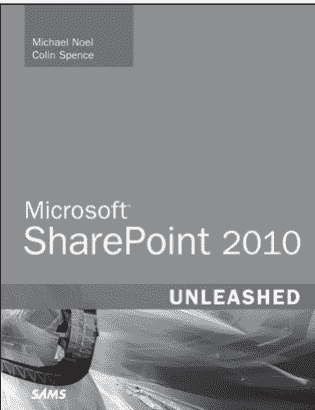 Michael Noel
Colin Spence
Microsoft®
SharePoint 2010
UNLEASHED
SAMS